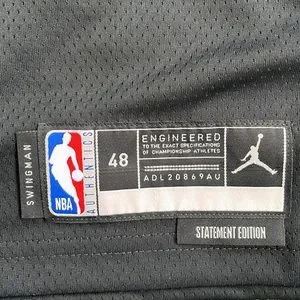 SWINGMAN
NBA
AUTHENTICS
48
ENGINEERED
TO THE EXACT SPECIFICATIONS
OF CHAMPIONSHIP ATHLETES
ADL20869AU
STATEMENT EDITION